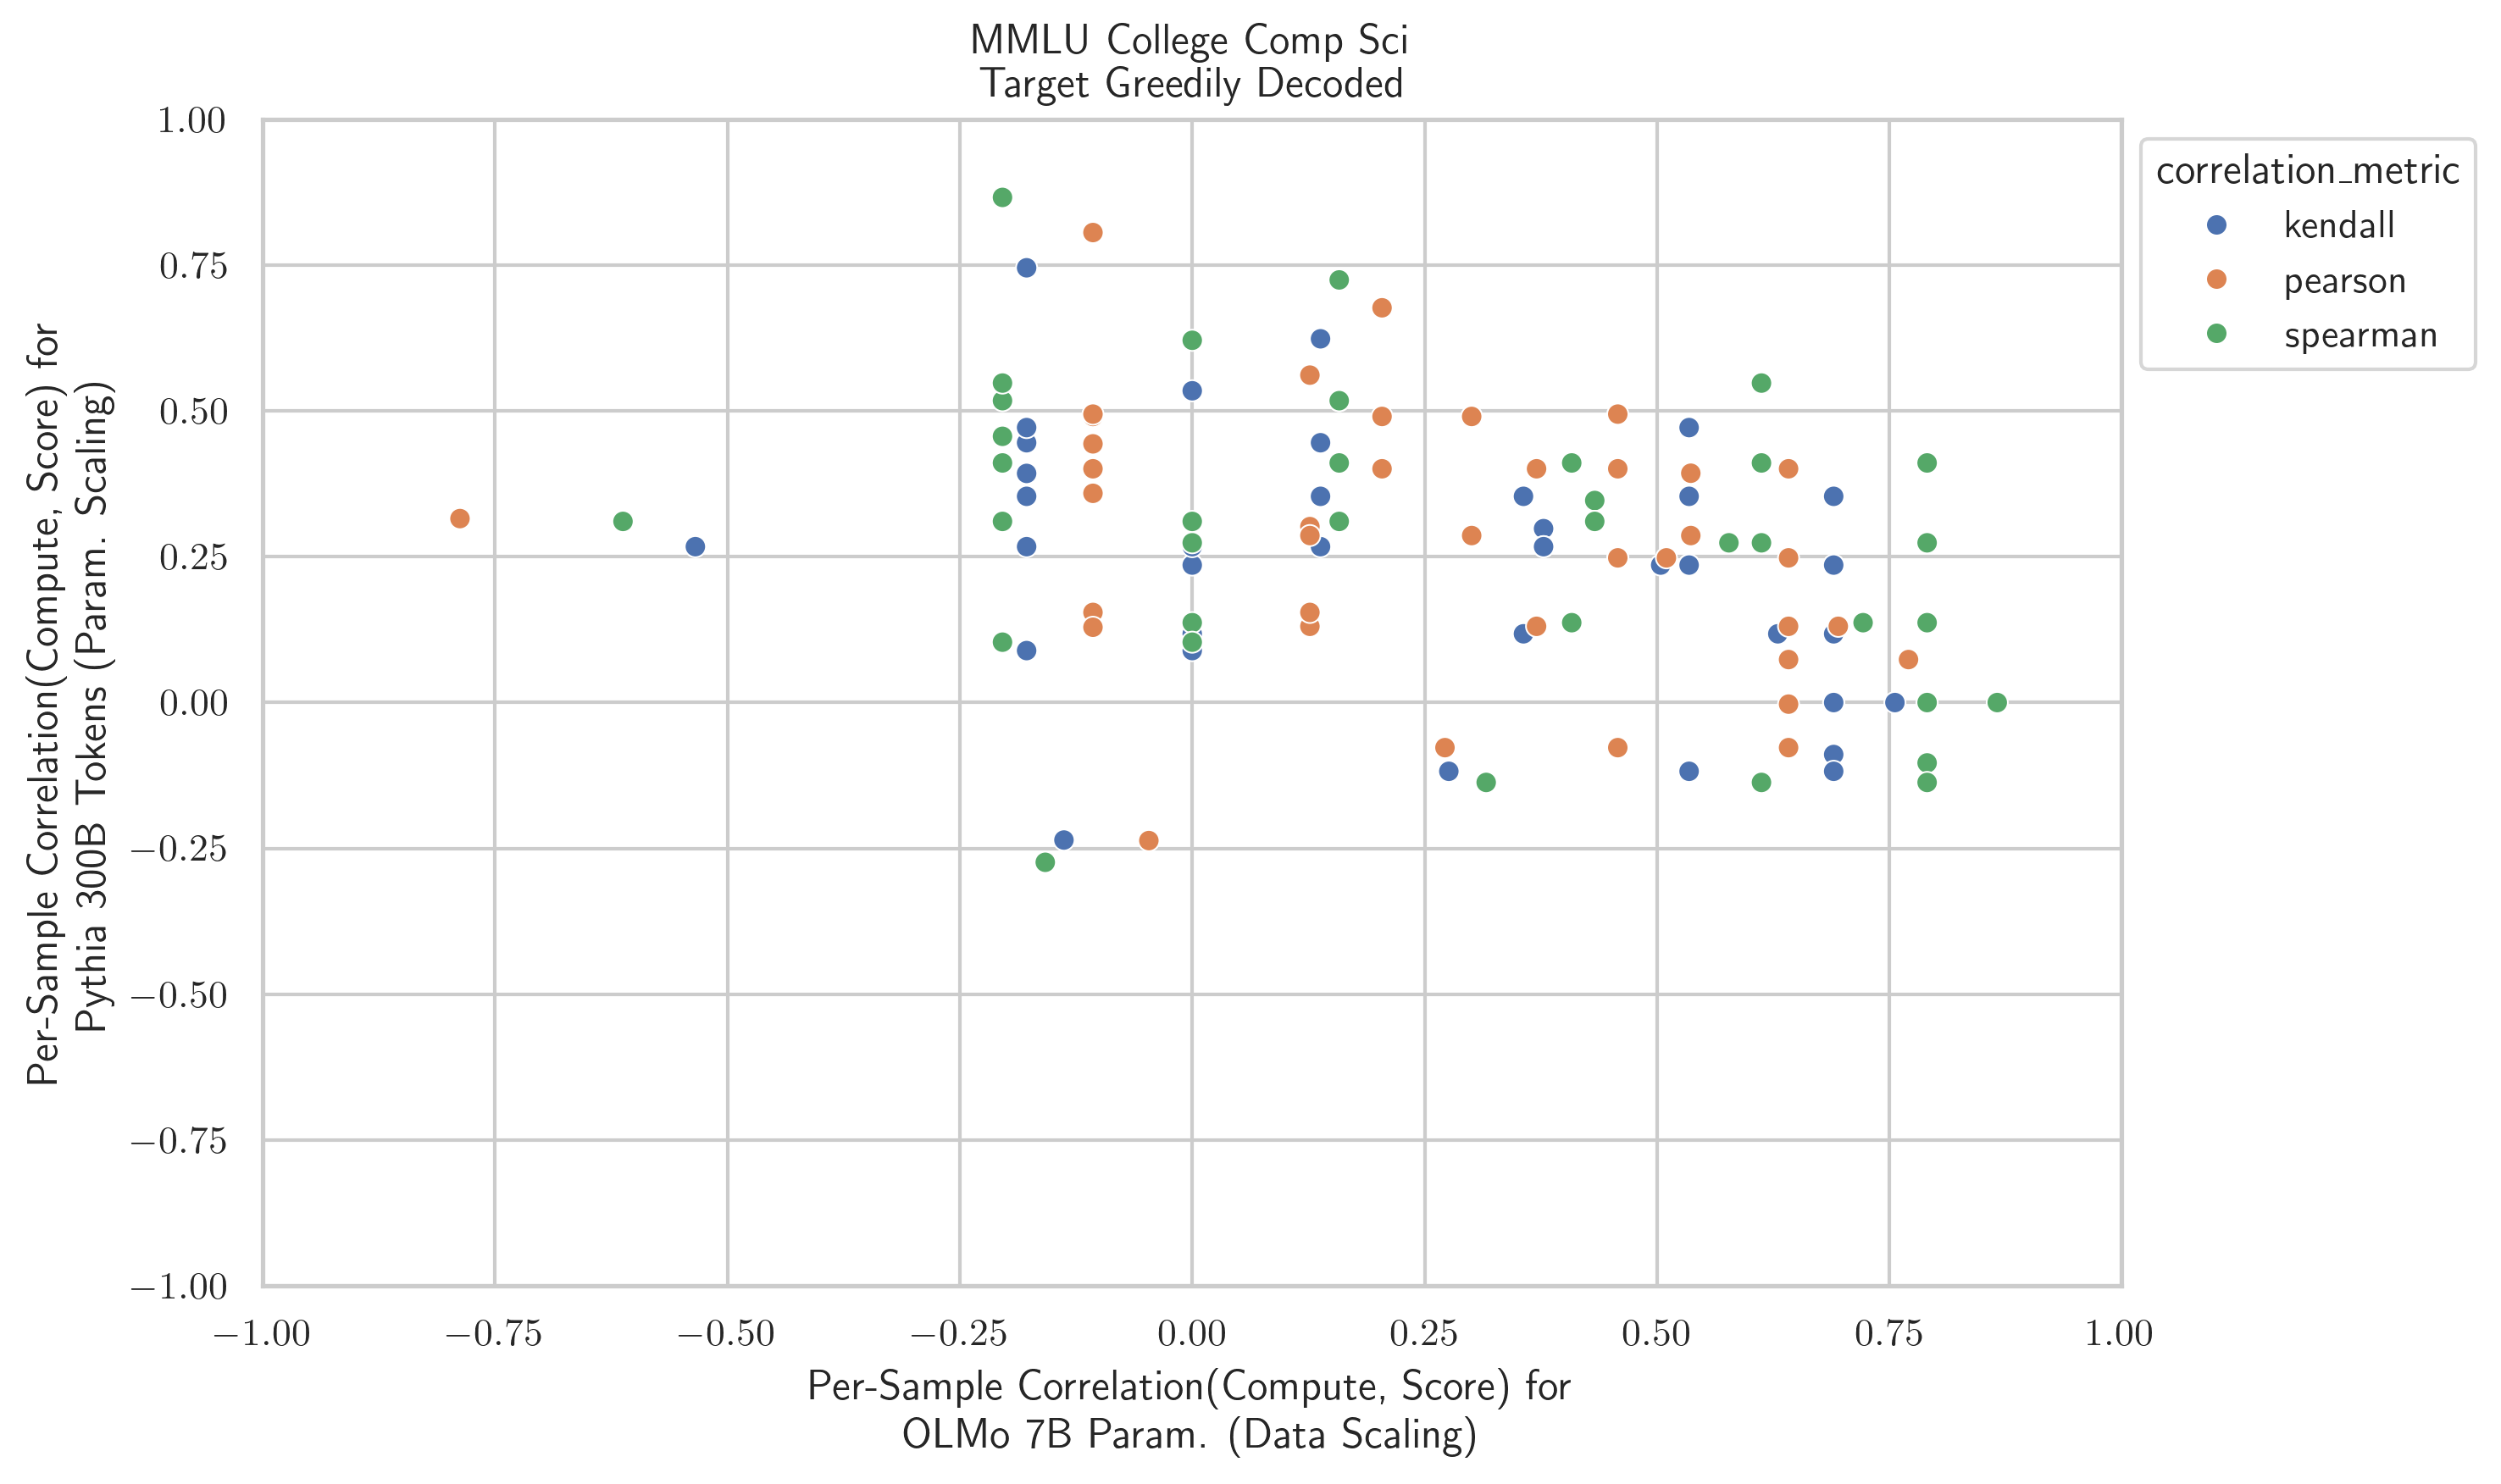 MMLU College Comp Sci
Target Greedily Decoded
1.00
0.75
0.50
0.25
0.00
−0.25
−0.50
−0.75
−1.00
Per-Sample Correlation(Compute, Score) for
Pythia 300B Tokens (Param. Scaling)
−1.00
−0.75
−0.50
−0.25
0.00
0.25
0.50
0.75
1.00
Per-Sample Correlation(Compute, Score) for
OLMo 7B Param. (Data Scaling)
correlation_metric
kendall
pearson
spearman